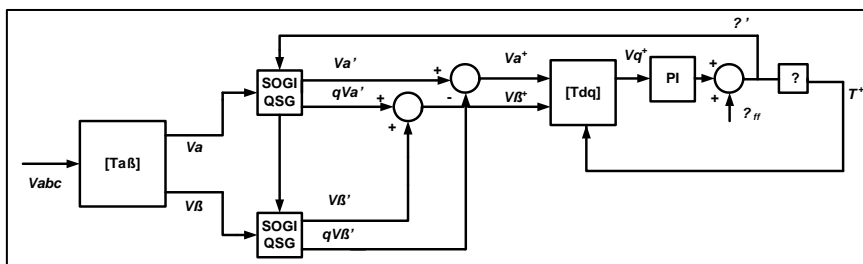 ? '
Va'
Va⁺
Vq⁺
SOGI
QSG
qVa'
+
+
-
+
Vß⁺
[Tdq]
PI
+
+
?
T⁺
? ff
[Taß]
Va
Vabc
Vß
SOGI
QSG
Vß'
qVß'